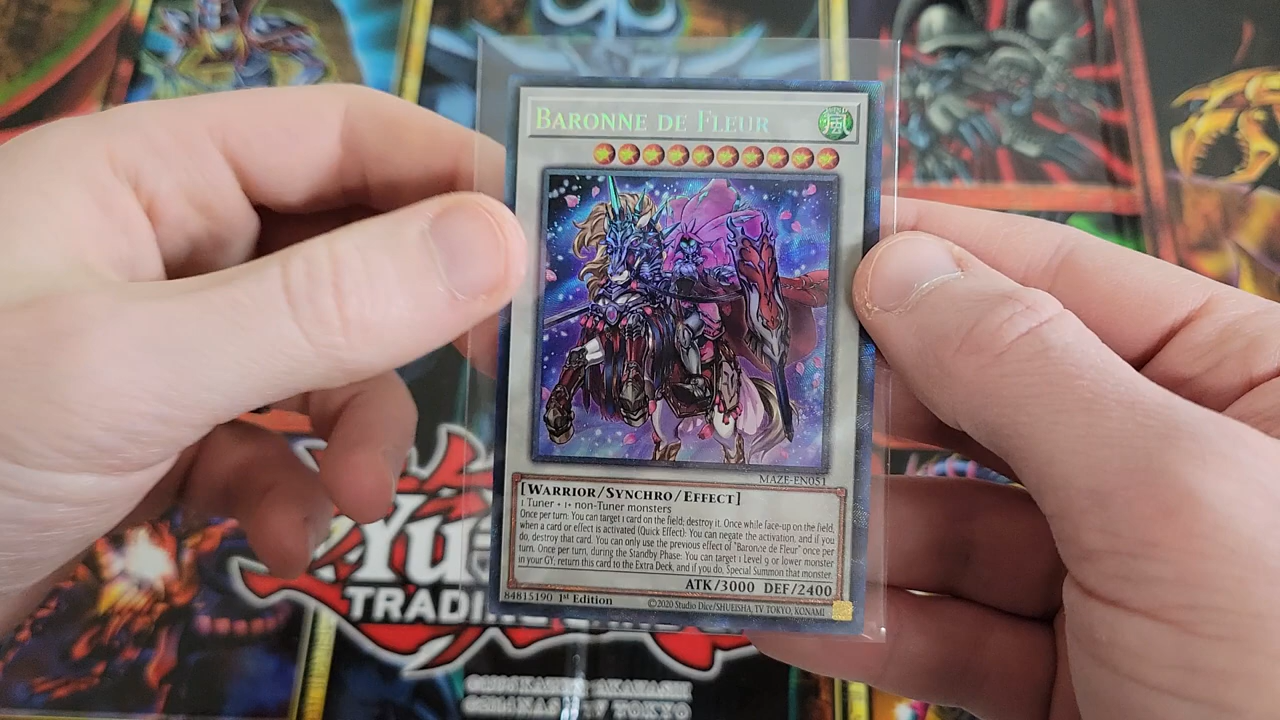 BARONNE DE FLEUR
風
MAZE-EN051
[WARRIOR/SYNCHRO/EFFECT]
1 Tuner + 1+ non-Tuner monsters
Once per turn: You can target 1 card on the field; destroy it. Once while face-up on the field,
when a card or effect is activated (Quick Effect): You can negate the activation, and if you
do, destroy that card. You can only use the previous effect of "Baronne de Fleur" once per
turn. Once per turn, during the Standby Phase: You can target 1 Level 9 or lower monster
in your GY; return this card to the Extra Deck, and if you do, Special Summon that monster.
ATK/3000 DEF/2400
84815190 1st Edition
©2020 Studio Dice/SHUEISHA, TV TOKYO, KONAMI
Yu
TRADI
TOKYO